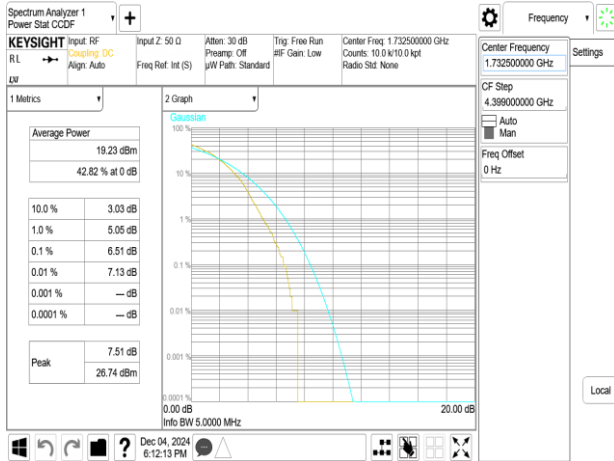 Spectrum Analyzer 1
Power Stat CCDF
Frequency
KEYSIGHT
RL
Input: RF
Coupling: DC
Align: Auto
Input Z: 50 Ω
Freq Ref: Int (S)
Atten: 30 dB
Preamp: Off
µW Path: Standard
Trig: Free Run
#IF Gain: Low
Center Freq: 1.732500000 GHz
Counts: 10.0 k/10.0 kpt
Radio Std: None
LXI
1 Metrics
Average Power
19.23 dBm
42.82 % at 0 dB
10.0 % 3.03 dB
1.0 % 5.05 dB
0.1 % 6.51 dB
0.01 % 7.13 dB
0.001 % --- dB
0.0001 % --- dB
Peak
7.51 dB
26.74 dBm
2 Graph
Gaussian
100 %
10 %
1 %
0.1 %
0.01 %
0.001 %
0.0001 %
0.00 dB 20.00 dB
Info BW 5.0000 MHz
Center Frequency
1.732500000 GHz
CF Step
4.399000000 GHz
Auto
Man
Freq Offset
0 Hz
Settings
Local
?
Dec 04, 2024
6:12:13 PM